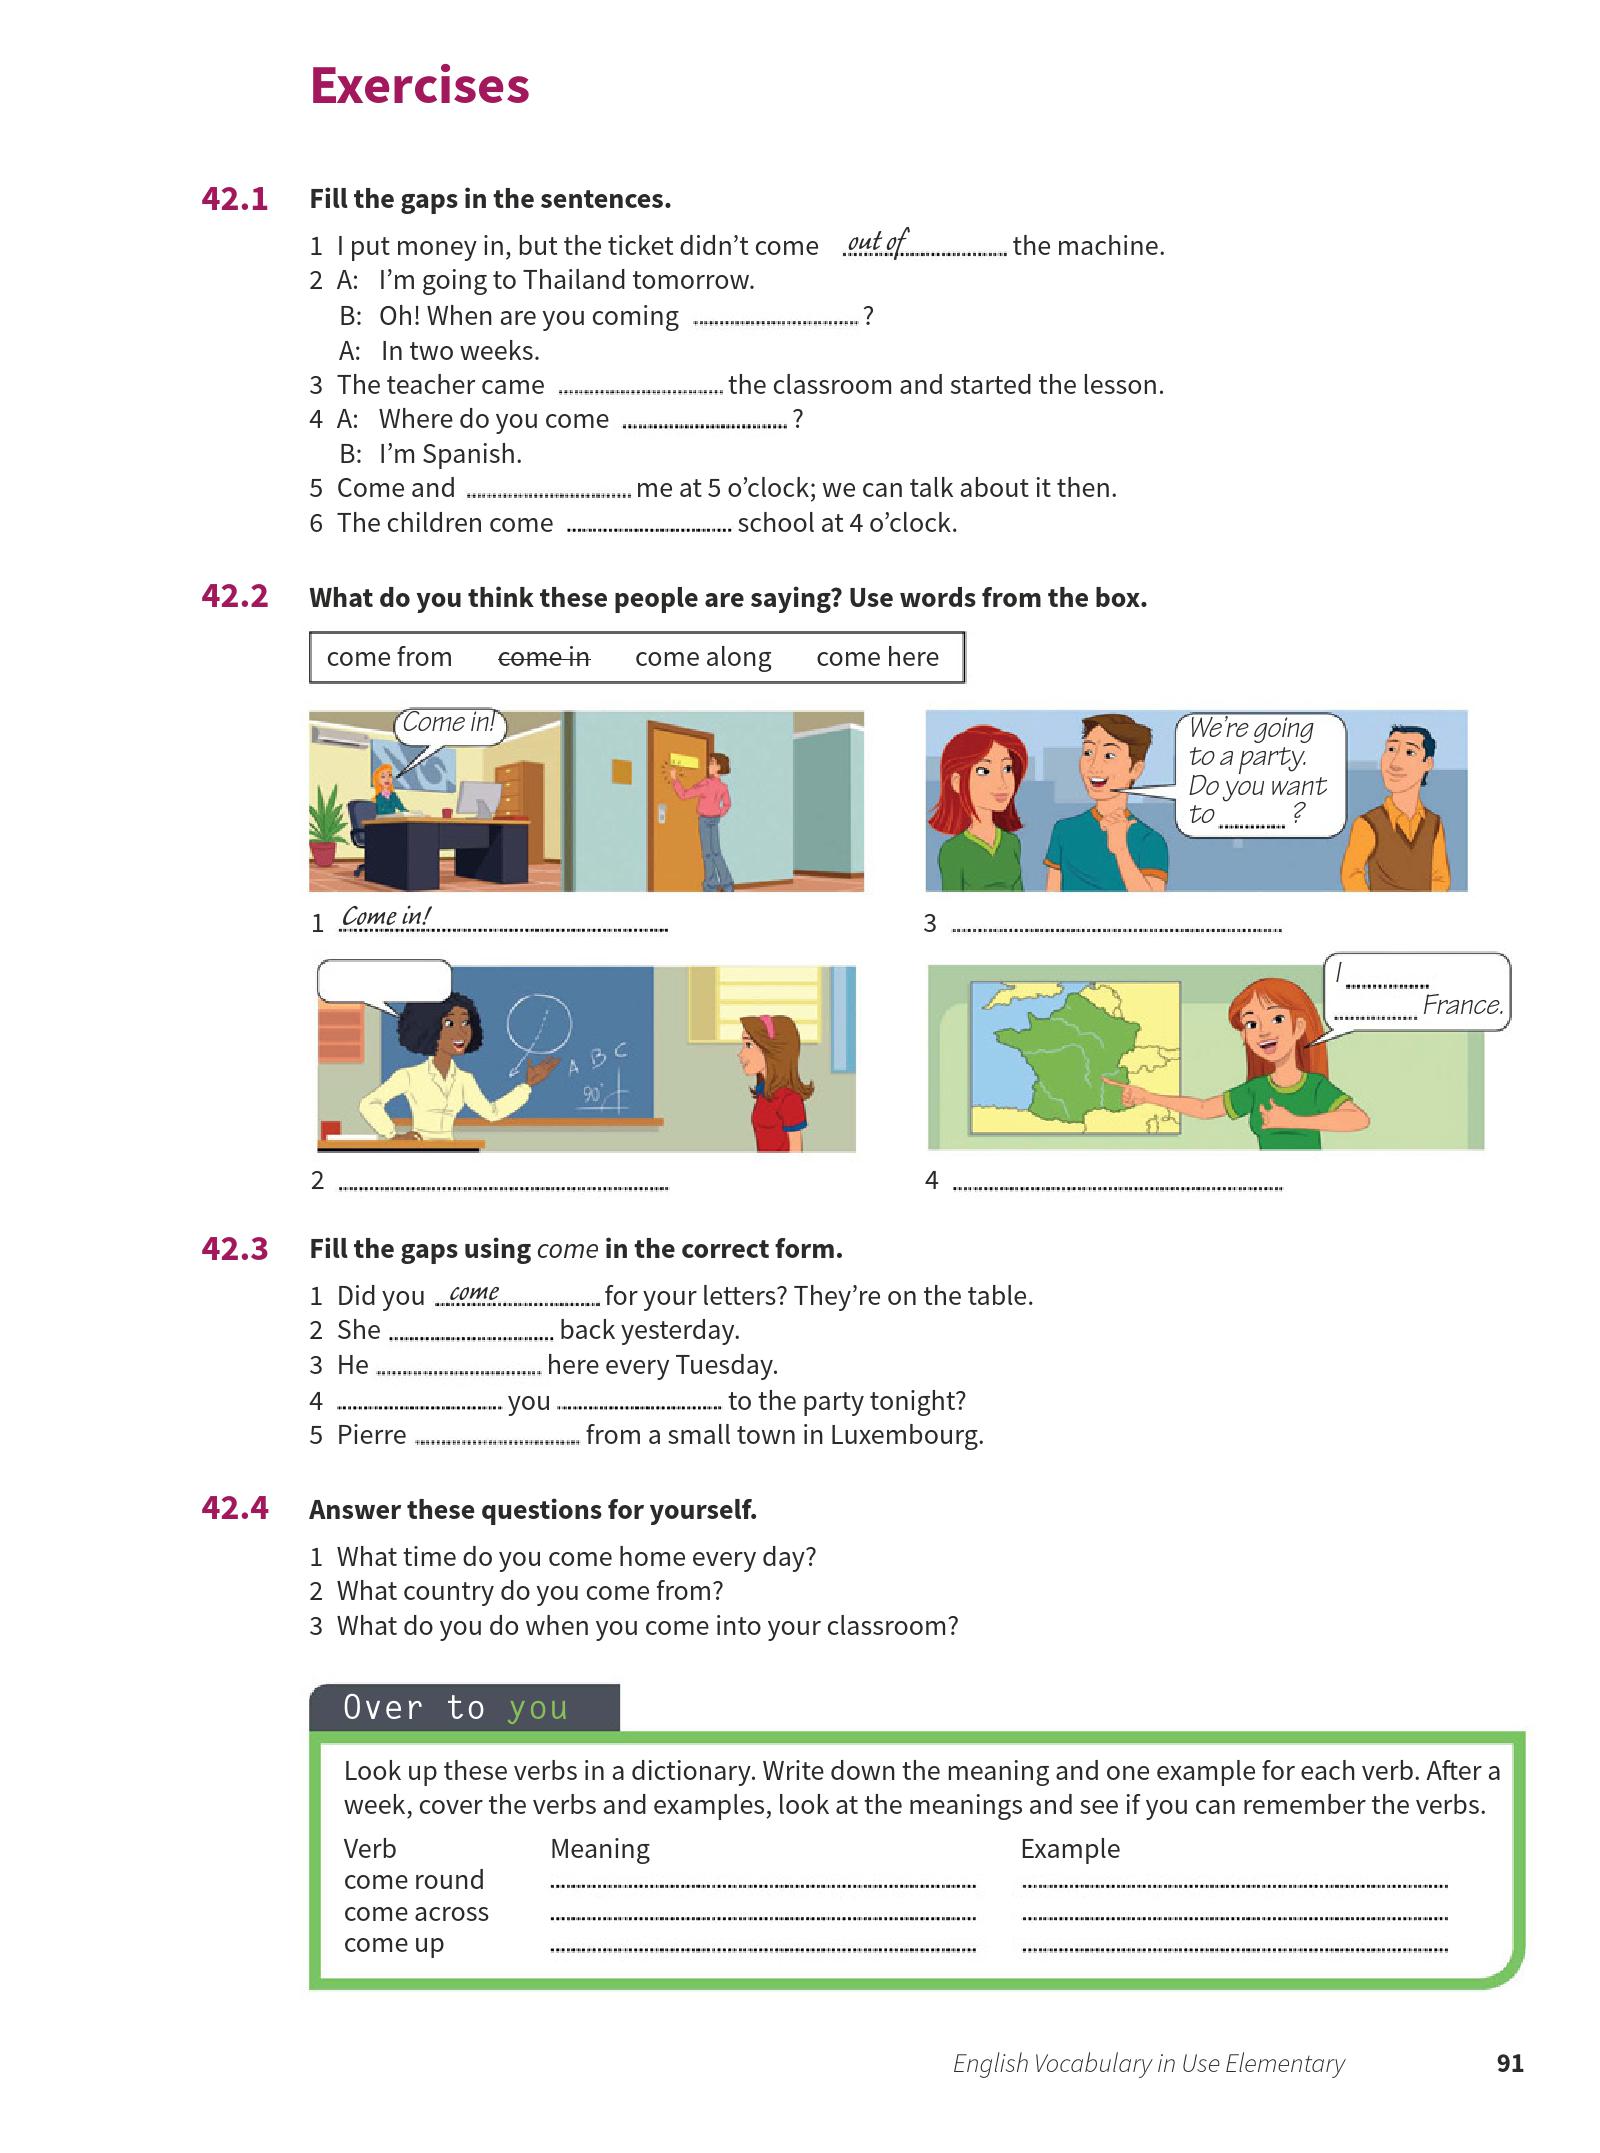 Exercises
42.1 Fill the gaps in the sentences.
1 I put money in, but the ticket didn’t come out of the machine.
2 A: I’m going to Thailand tomorrow.
B: Oh! When are you coming ?
A: In two weeks.
3 The teacher came the classroom and started the lesson.
4 A: Where do you come ?
B: I’m Spanish.
5 Come and me at 5 o’clock; we can talk about it then.
6 The children come school at 4 o’clock.
42.2 What do you think these people are saying? Use words from the box.
come from come in come along come here
Come in!
We’re going
to a party.
Do you want
to ?
1 Come in!
3
A B C
90°
I
France.
2
4
42.3 Fill the gaps using come in the correct form.
1 Did you come for your letters? They’re on the table.
2 She back yesterday.
3 He here every Tuesday.
4 you to the party tonight?
5 Pierre from a small town in Luxembourg.
42.4 Answer these questions for yourself.
1 What time do you come home every day?
2 What country do you come from?
3 What do you do when you come into your classroom?
Over to you
Look up these verbs in a dictionary. Write down the meaning and one example for each verb. After a
week, cover the verbs and examples, look at the meanings and see if you can remember the verbs.
Verb Meaning Example
come round
come across
come up
English Vocabulary in Use Elementary 91